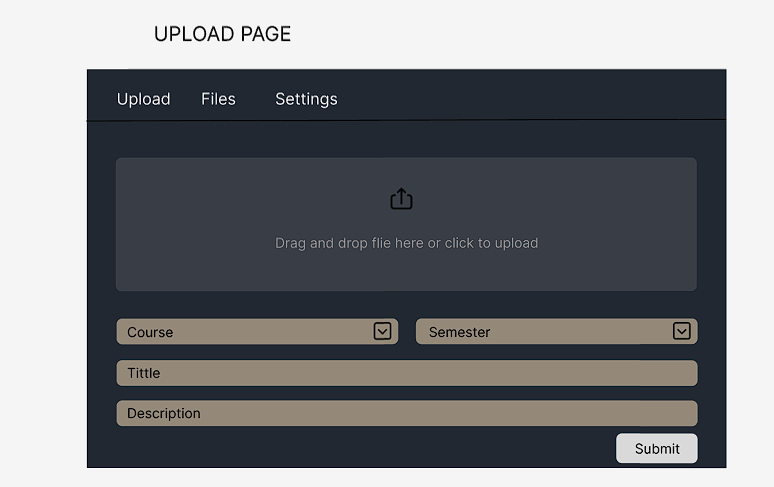 UPLOAD PAGE
Upload Files Settings
Drag and drop flie here or click to upload
Course Semester
Tittle
Description
Submit